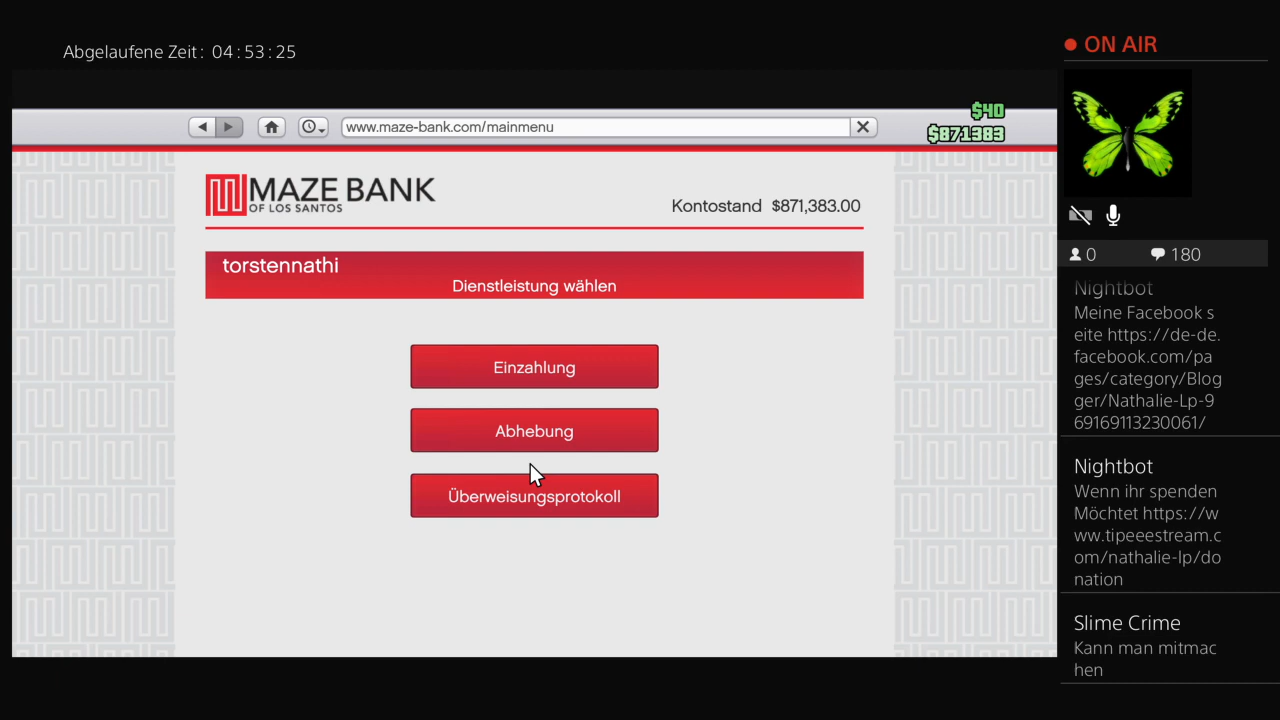 Abgelaufene Zeit: 04:53:25
ON AIR
$40
www.maze-bank.com/mainmenu
$871383
MAZE BANK
OF LOS SANTOS
Kontostand $871,383.00
torstennathi
Dienstleistung wählen
Einzahlung
Abhebung
Überweisungsprotokoll
0 180
Nightbot
Meine Facebook s
eite https://de-de.
facebook.com/pa
ges/category/Blog
ger/Nathalie-Lp-9
69169113230061/
Nightbot
Wenn ihr spenden
Möchtet https://w
ww.tipeeestream.c
om/nathalie-lp/do
nation
Slime Crime
Kann man mitmac
hen